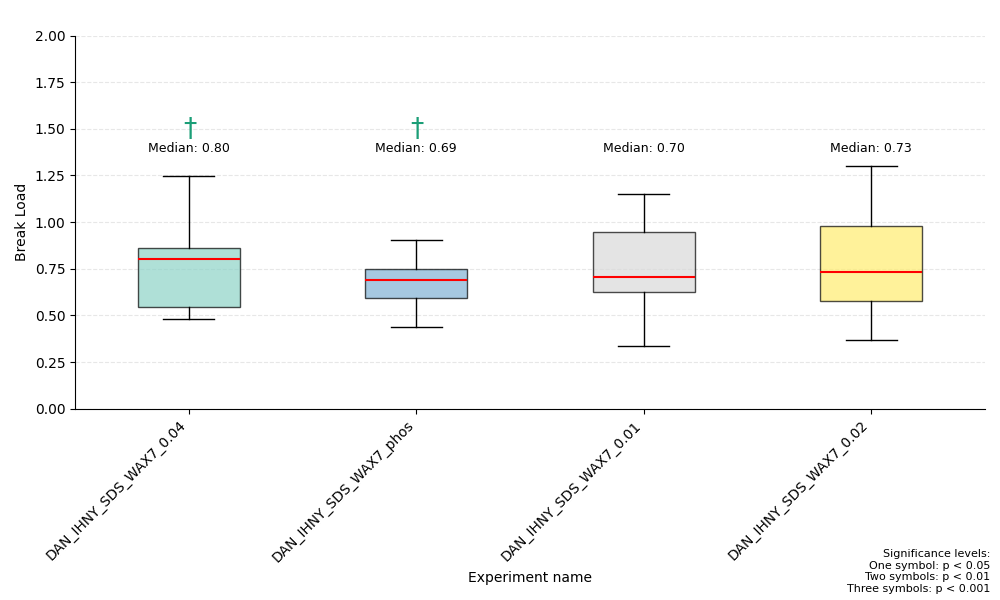 2.00
1.75
1.50
1.25
1.00
0.75
0.50
0.25
0.00
Break Load
† †
Median: 0.80 Median: 0.69 Median: 0.70 Median: 0.73
DAN_IHNY_SDS_WAX7_0.04
DAN_IHNY_SDS_WAX7_phos
DAN_IHNY_SDS_WAX7_0.01
DAN_IHNY_SDS_WAX7_0.02
Experiment name
Significance levels:
One symbol: p < 0.05
Two symbols: p < 0.01
Three symbols: p < 0.001